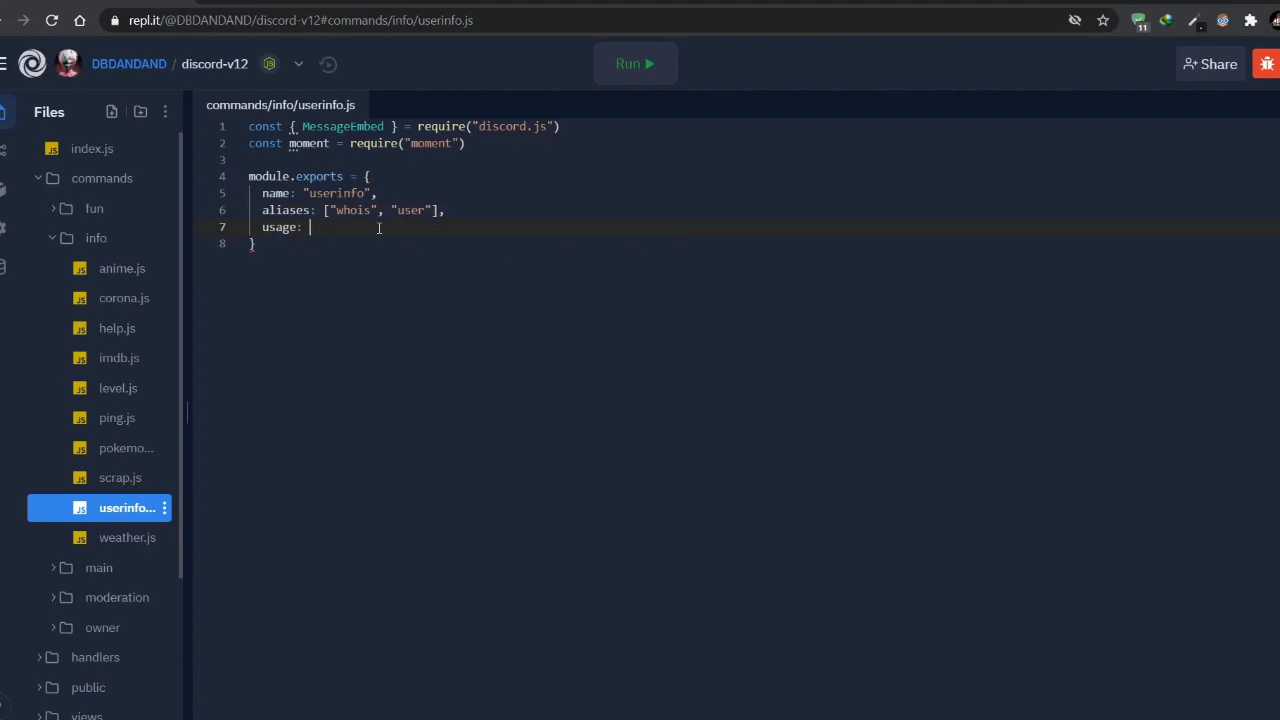 repl.it/@DBDANDAND/discord-v12#commands/info/userinfo.js
11
DBDANDAND / discord-v12
Run
Share
Files
commands/info/userinfo.js
index.js
commands
fun
info
anime.js
corona.js
help.js
imdb.js
level.js
ping.js
pokemo...
scrap.js
userinfo...
weather.js
main
moderation
owner
handlers
public
views
1 const { MessageEmbed } = require("discord.js")
2 const moment = require("moment")
3
4 module.exports = {
5 name: "userinfo",
6 aliases: ["whois", "user"],
7 usage:
8 }